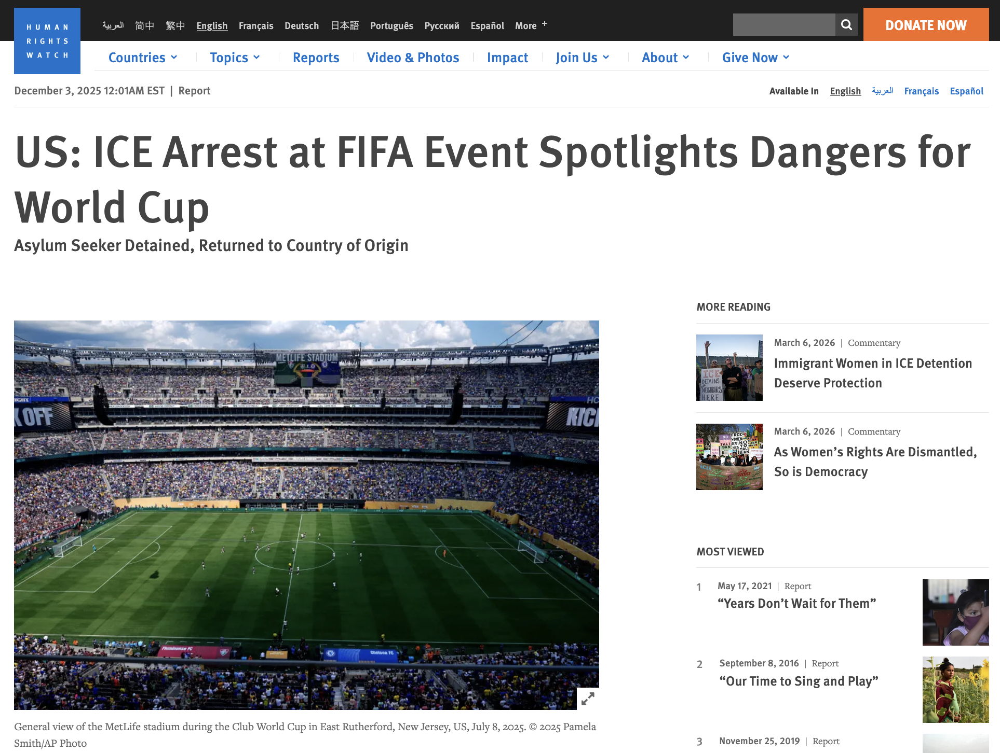 HUMAN
RIGHTS
WATCH
العربية 简中 繁中 English Français Deutsch 日本語 Português Русский Español More +
DONATE NOW
Countries Topics Reports Video & Photos Impact Join Us About Give Now
December 3, 2025 12:01AM EST | Report
Available In English العربية Français Español
US: ICE Arrest at FIFA Event Spotlights Dangers for
World Cup
Asylum Seeker Detained, Returned to Country of Origin
METLIFE STADIUM
K OFF
KIC
Fluminense FC
Chelsea FC
General view of the MetLife stadium during the Club World Cup in East Rutherford, New Jersey, US, July 8, 2025. © 2025 Pamela
Smith/AP Photo
MORE READING
ICE
DETAINS
NEIGHBORS
HERE
March 6, 2026 | Commentary
Immigrant Women in ICE Detention
Deserve Protection
March 6, 2026 | Commentary
As Women’s Rights Are Dismantled,
So is Democracy
MOST VIEWED
1 May 17, 2021 | Report
“Years Don’t Wait for Them”
2 September 8, 2016 | Report
“Our Time to Sing and Play”
3 November 25, 2019 | Report